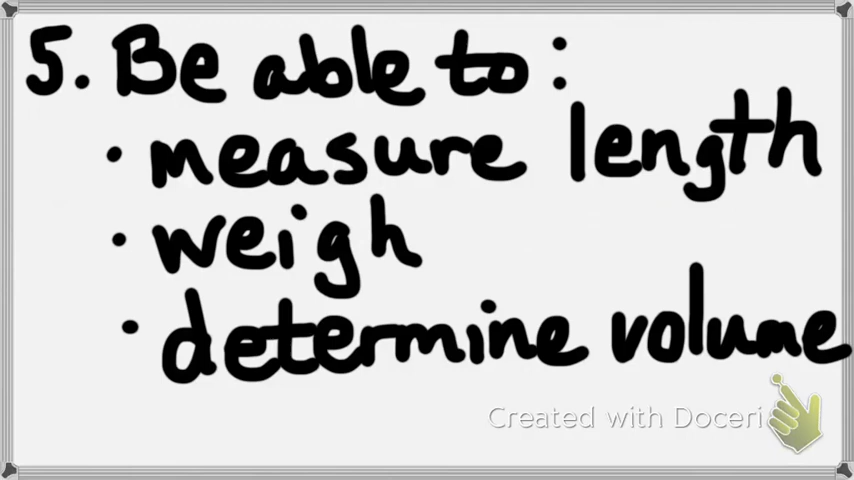 5. Be able to:
• measure length
• weigh
• determine volume
Created with Doceri